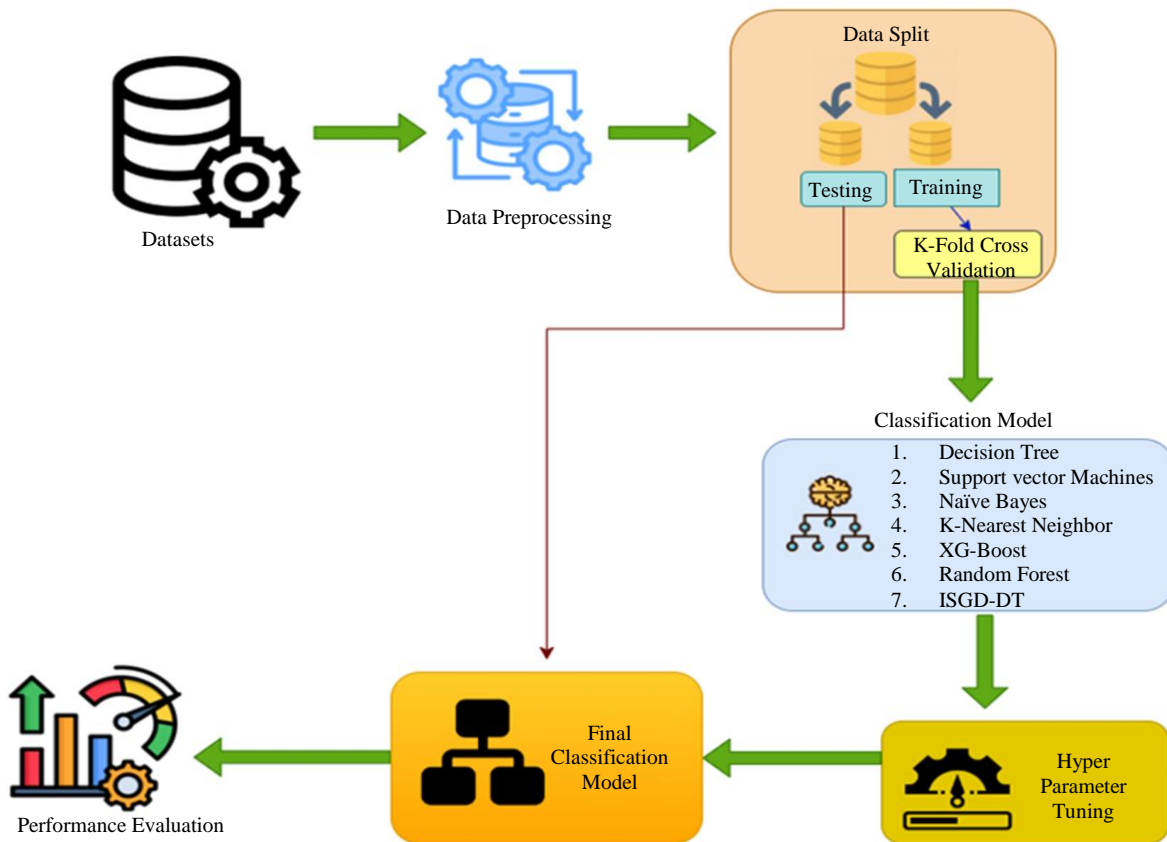 Data Split
Testing
Training
K-Fold Cross
Validation
Datasets
Data Preprocessing
Classification Model
1. Decision Tree
2. Support vector Machines
3. Naïve Bayes
4. K-Nearest Neighbor
5. XG-Boost
6. Random Forest
7. ISGD-DT
Hyper
Parameter
Tuning
Final
Classification
Model
Performance Evaluation